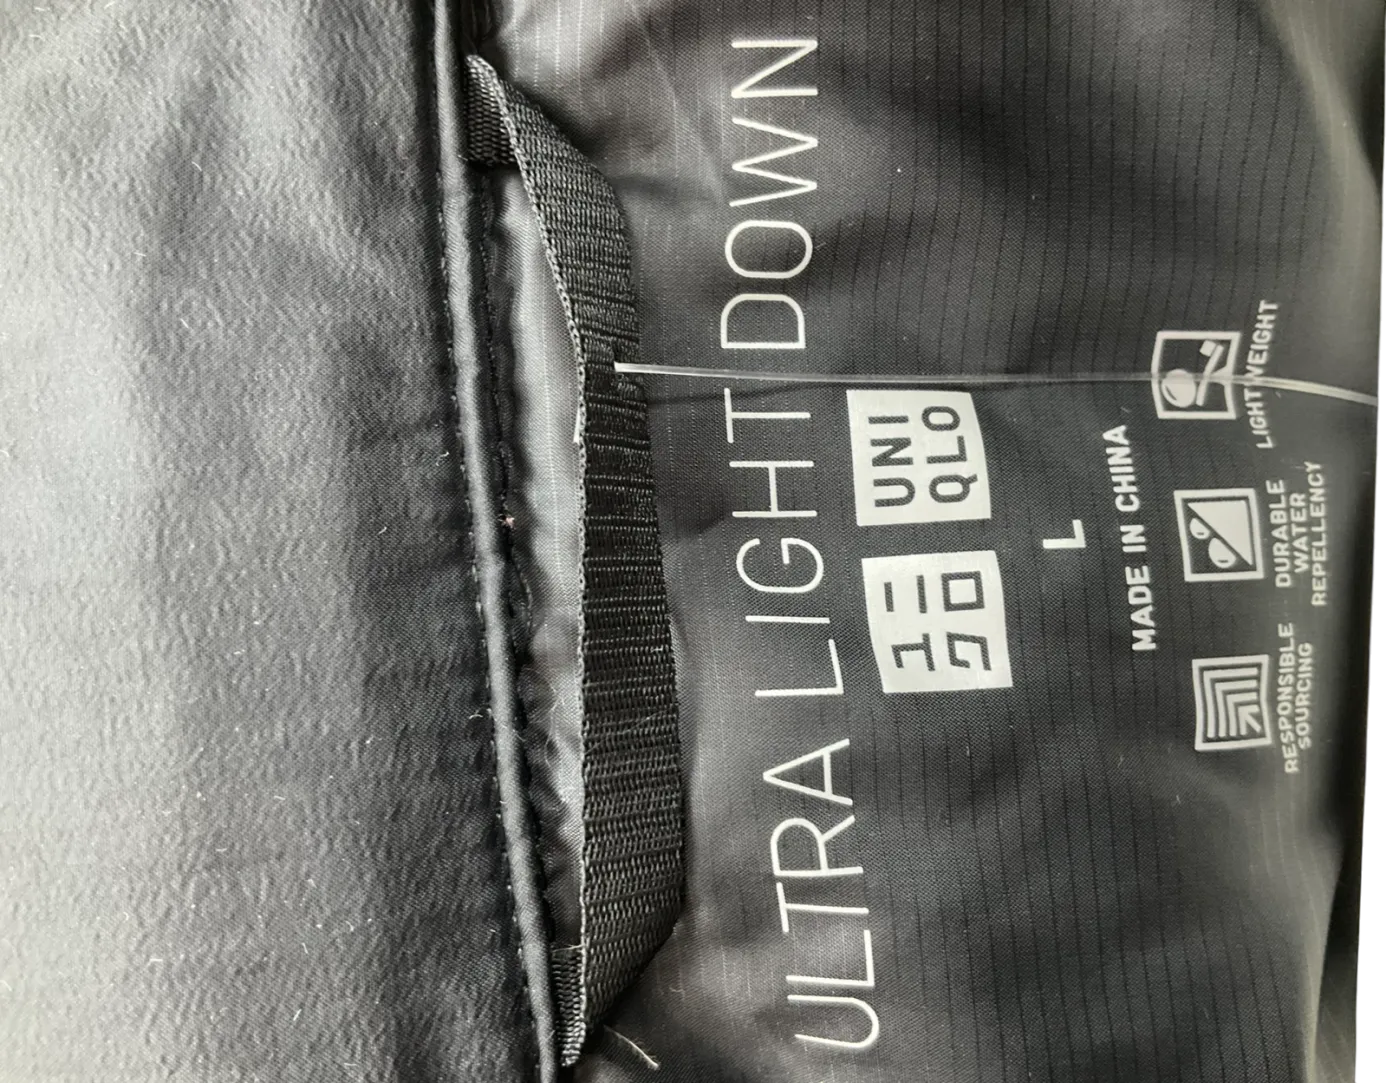 ULTRA LIGHT DOWN
ユニ
クロ
UNI
QLO
L
MADE IN CHINA
RESPONSIBLE
SOURCING
DURABLE
WATER
REPELLENCY
LIGHTWEIGHT